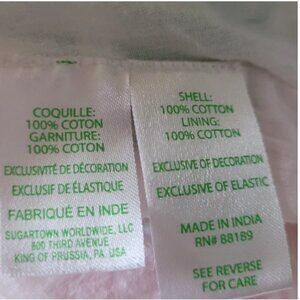 COQUILLE:
100% COTON
GARNITURE:
100% COTON
EXCLUSIVITÉ DE DÉCORATION
EXCLUSIF DE ÉLASTIQUE
FABRIQUÉ EN INDE
SUGARTOWN WORLDWIDE, LLC
800 THIRD AVENUE
KING OF PRUSSIA, PA USA
SHELL:
100% COTTON
LINING:
100% COTTON
EXCLUSIVE OF DECORATION
EXCLUSIVE OF ELASTIC
MADE IN INDIA
RN# 88189
SEE REVERSE
FOR CARE